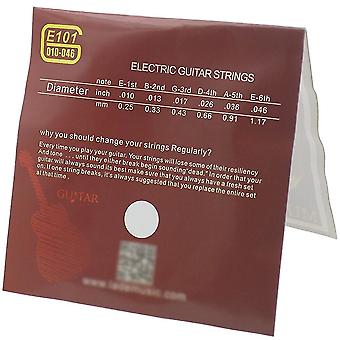 E101
010-046
ELECTRIC GUITAR STRINGS
note E-1st B-2nd G-3rd D-4th A-5th E-6th
Diameter inch .010 .013 .017 .026 .036 .046
mm 0.25 0.33 0.43 0.66 0.91 1.17
why you should change your strings Regularly?
Every time you play your guitar. Your strings will lose some of their resiliency
And tone . . . until they either break begin sounding "dead," In order that your
guitar will always sound its best make sure that you always have a fresh set
on. If one string breaks, it's always suggested that you replace the entire set
at that time .
GUITAR